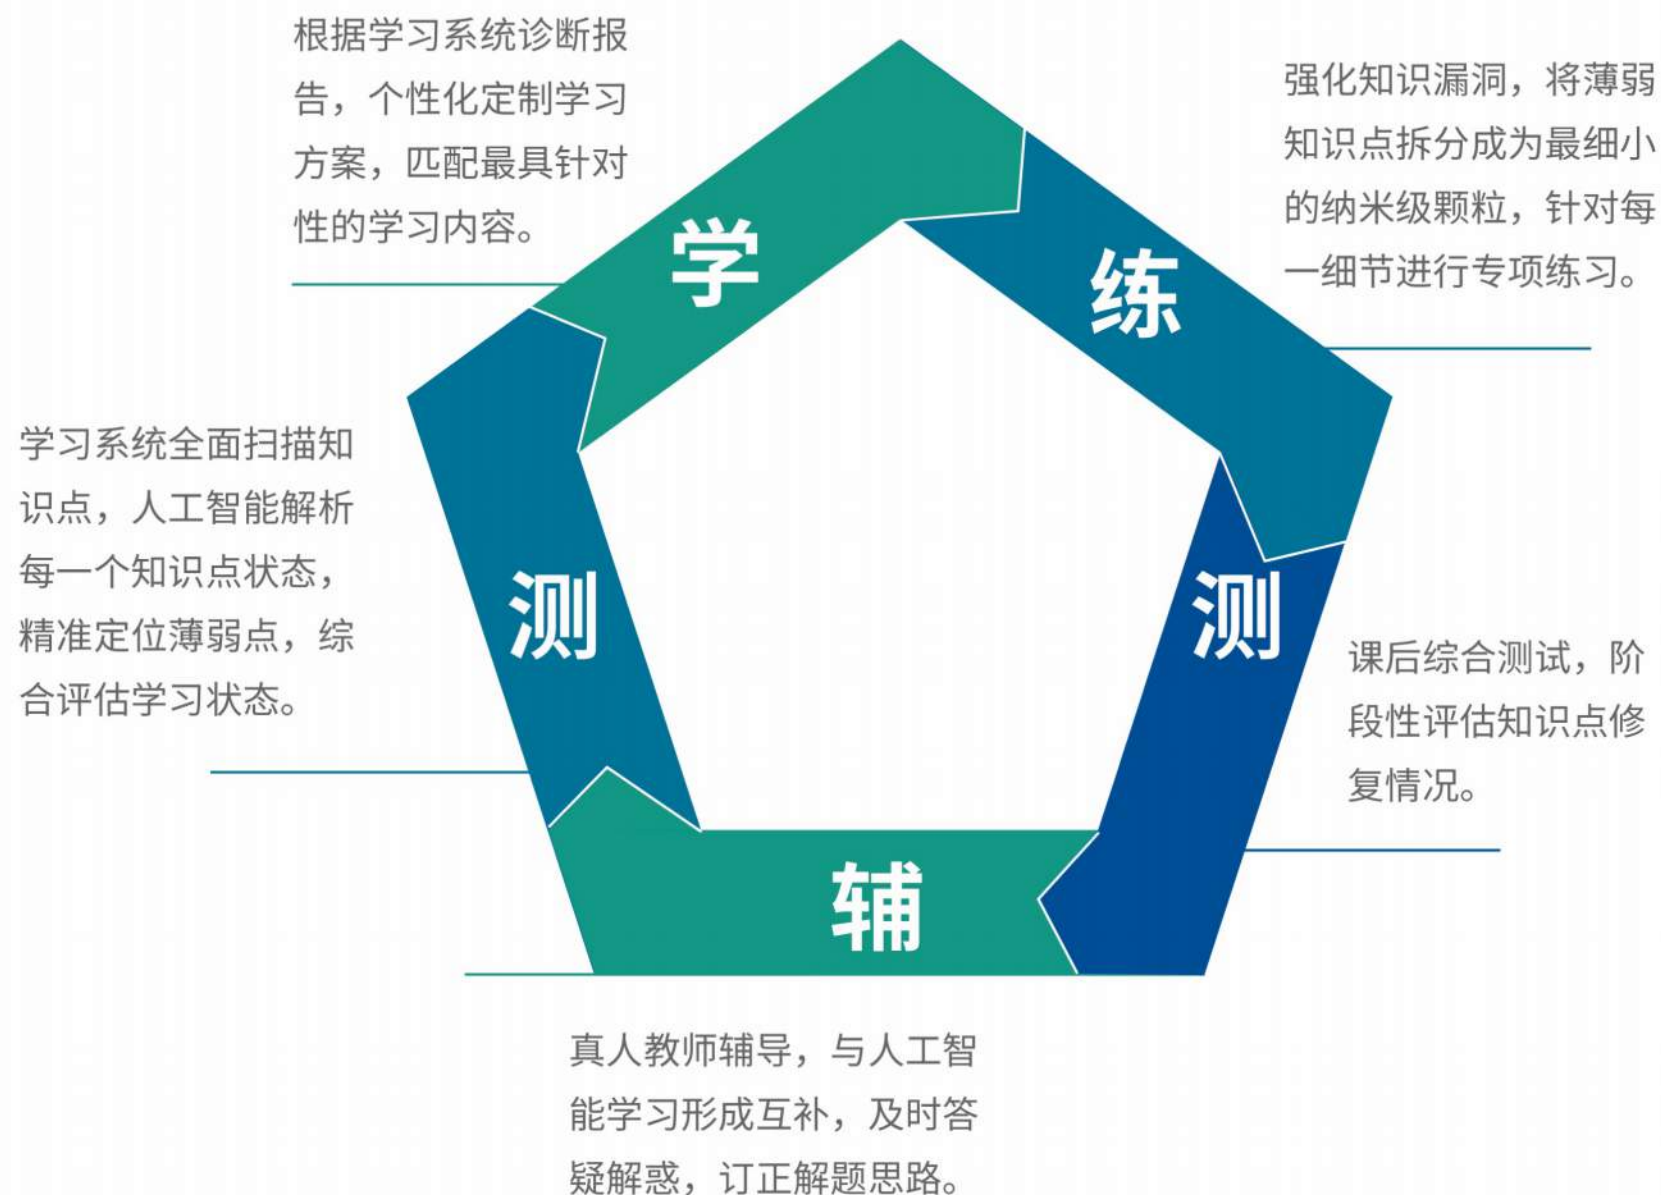 根据学习系统诊断报
告，个性化定制学习
方案，匹配最具针对
性的学习内容。
强化知识漏洞，将薄弱
知识点拆分成为最细小
的纳米级颗粒，针对每
一细节进行专项练习。
学
练
学习系统全面扫描知
识点，人工智能解析
每一个知识点状态，
精准定位薄弱点，综
合评估学习状态。
测
测
课后综合测试，阶
段性评估知识点修
复情况。
辅
真人教师辅导，与人工智
能学习形成互补，及时答
疑解惑，订正解题思路。